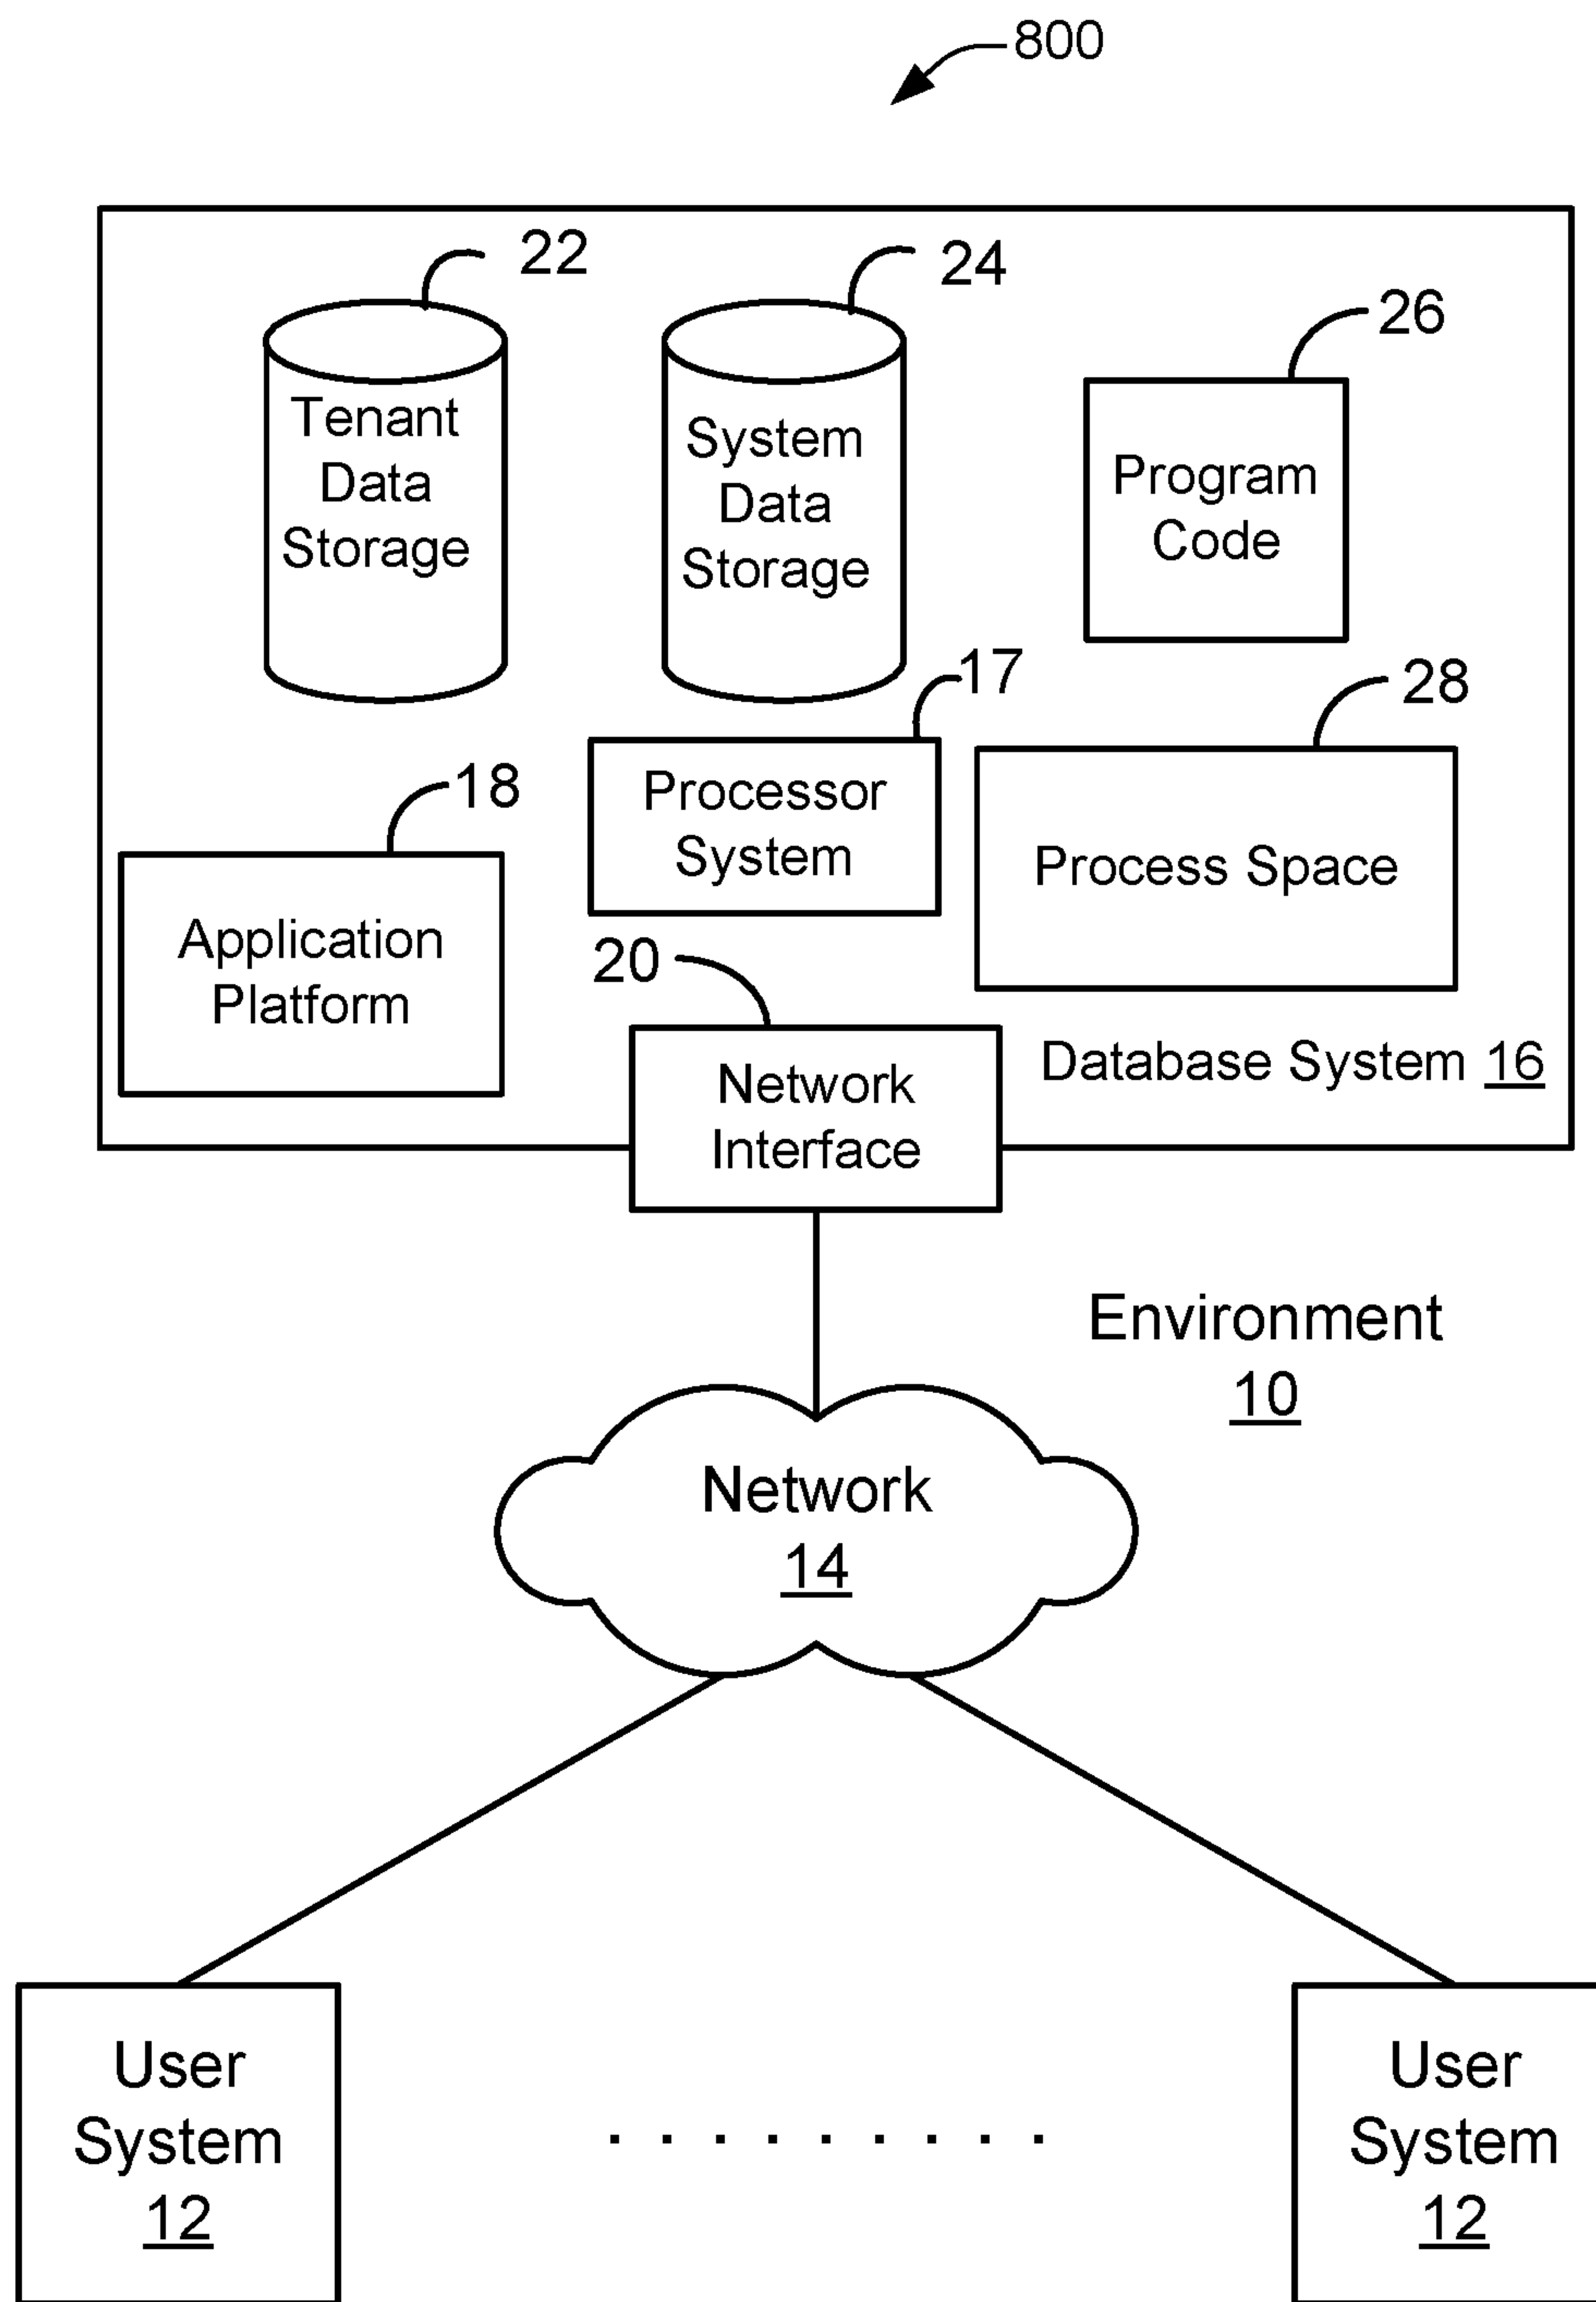 800
22
24
26
Tenant
Data
Storage
System
Data
Storage
Program
Code
17
28
18
Processor
System
Process Space
Application
Platform
20
Network
Interface
Database System 16
Environment
10
Network
14
User
System
12
. . . . . . . . .
User
System
12